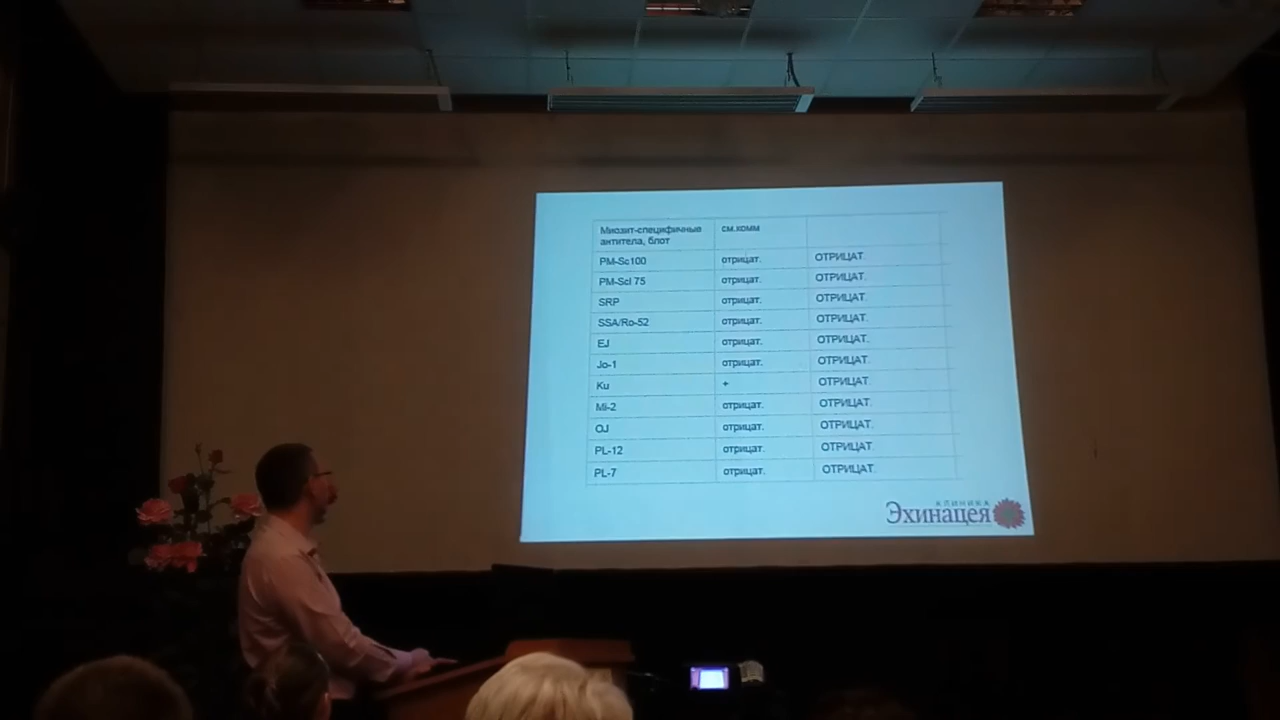 Миозит-специфичные см.комм
антитела, блот
PM-Sc100 отрицат. ОТРИЦАТ.
PM-Scl 75 отрицат. ОТРИЦАТ.
SRP отрицат. ОТРИЦАТ.
SSA/Ro-52 отрицат. ОТРИЦАТ.
EJ отрицат. ОТРИЦАТ.
Jo-1 отрицат. ОТРИЦАТ.
Ku + ОТРИЦАТ.
Mi-2 отрицат. ОТРИЦАТ.
OJ отрицат. ОТРИЦАТ.
PL-12 отрицат. ОТРИЦАТ.
PL-7 отрицат. ОТРИЦАТ.
КЛИНИКА
Эхинацея